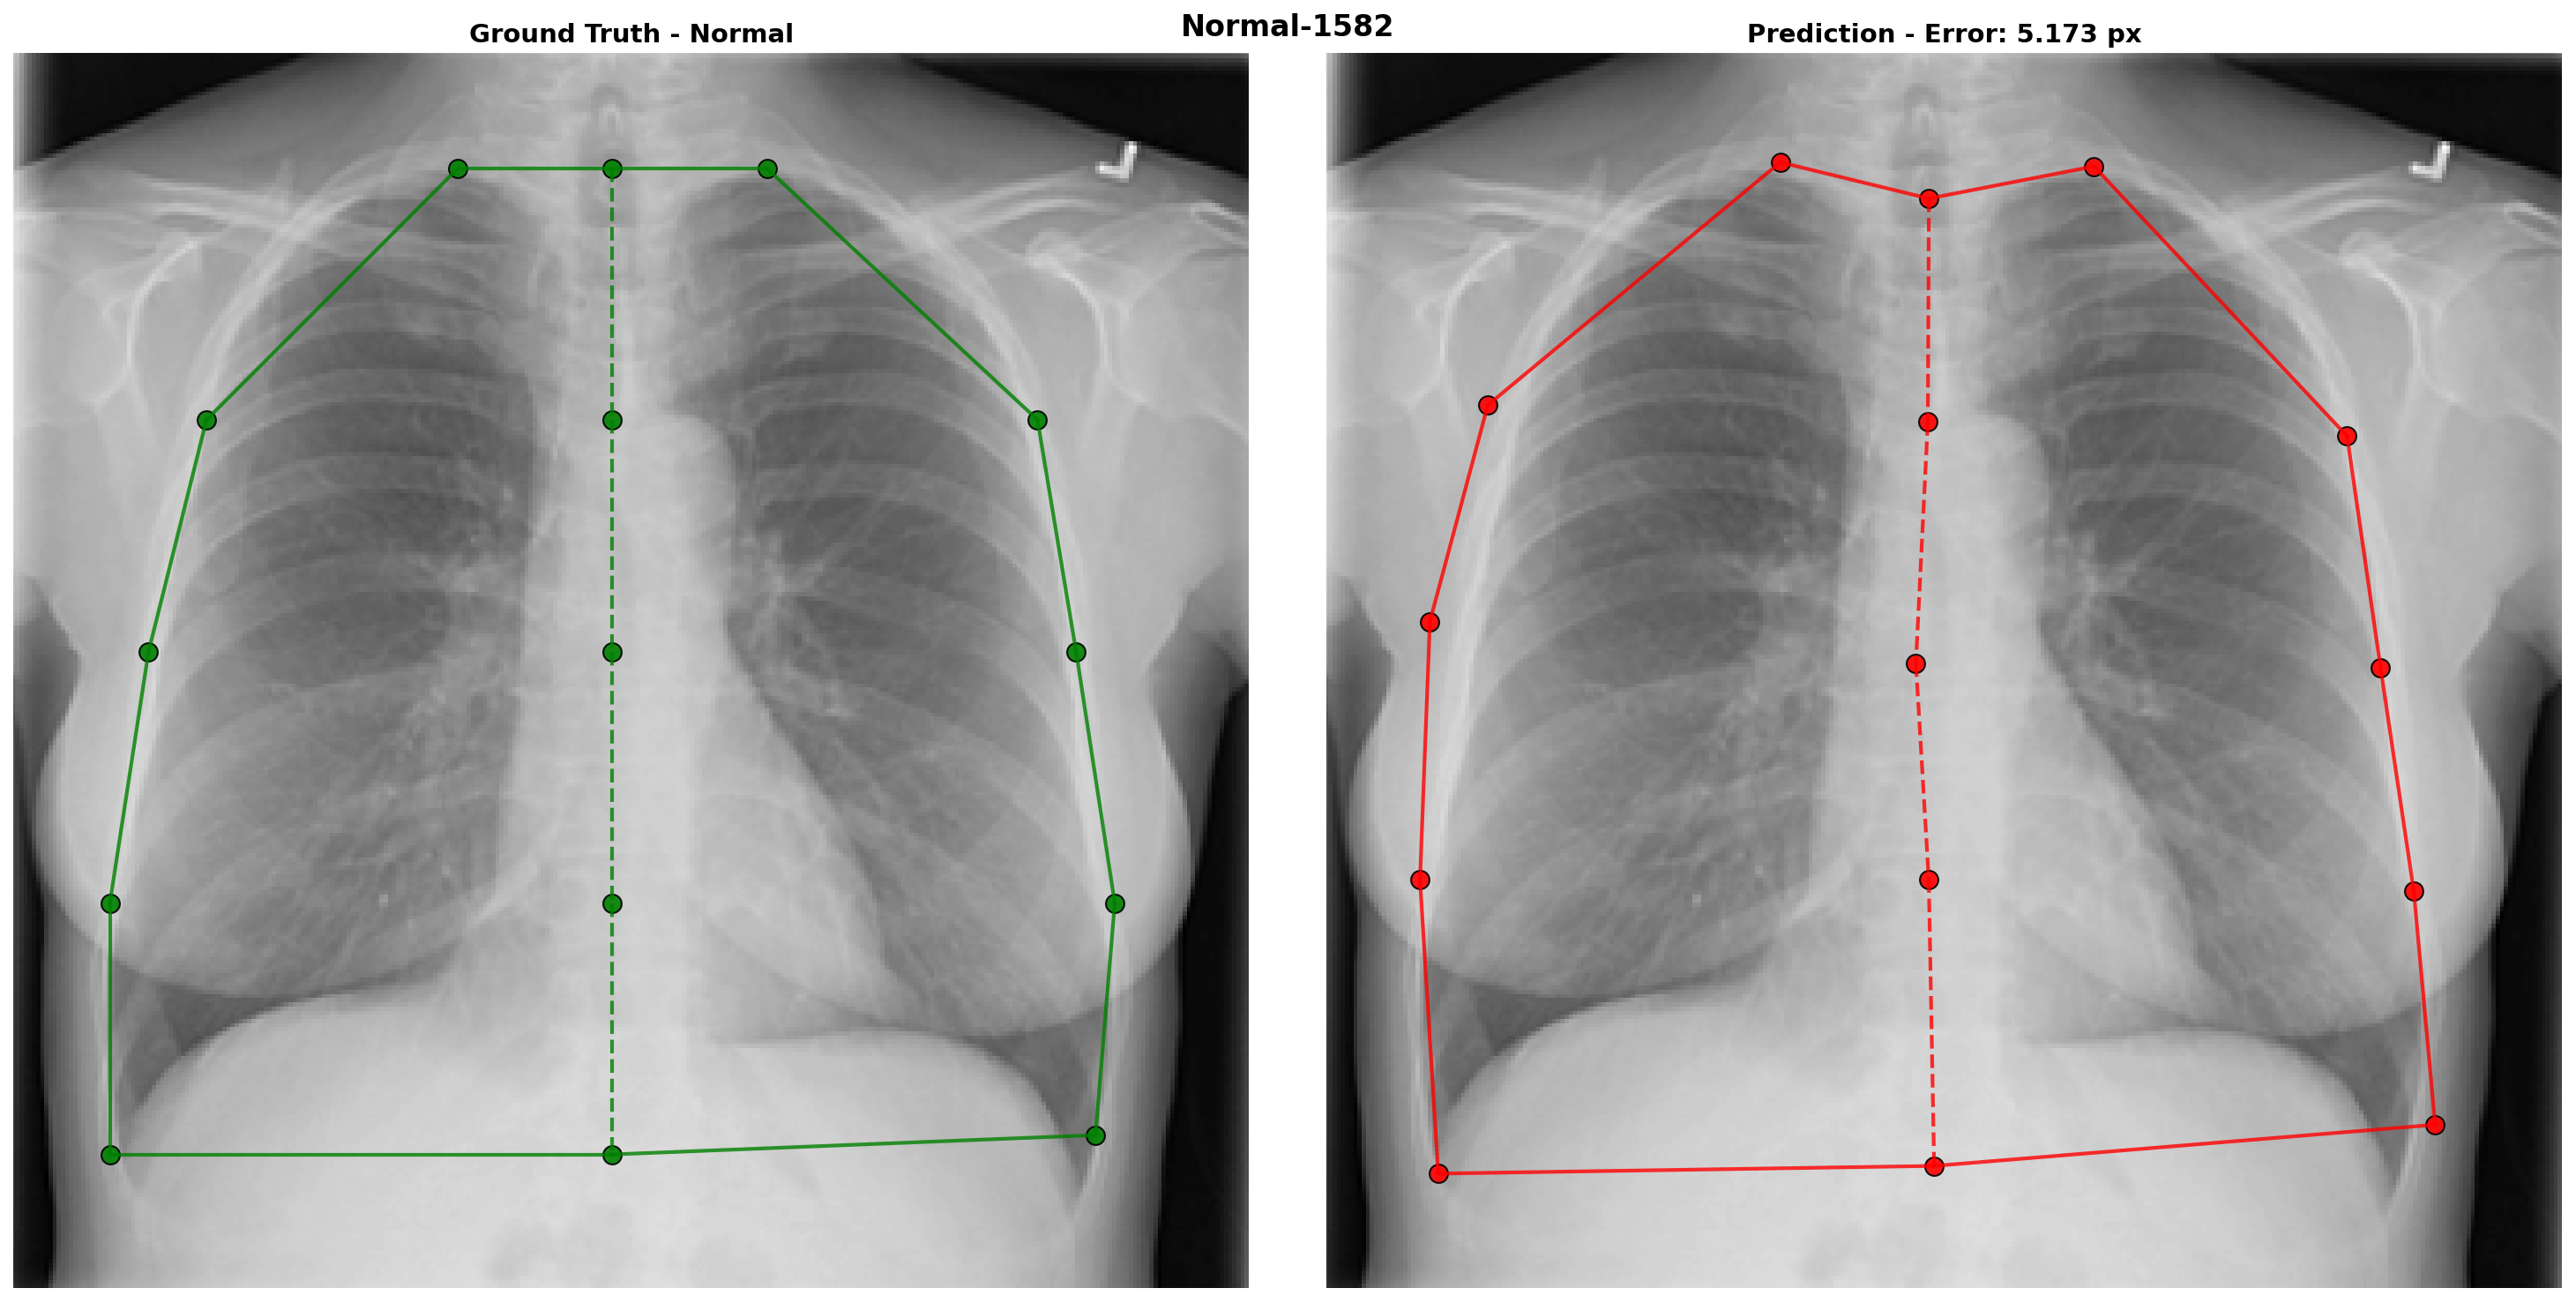 Normal-1582
Ground Truth - Normal
Prediction - Error: 5.173 px
L
L